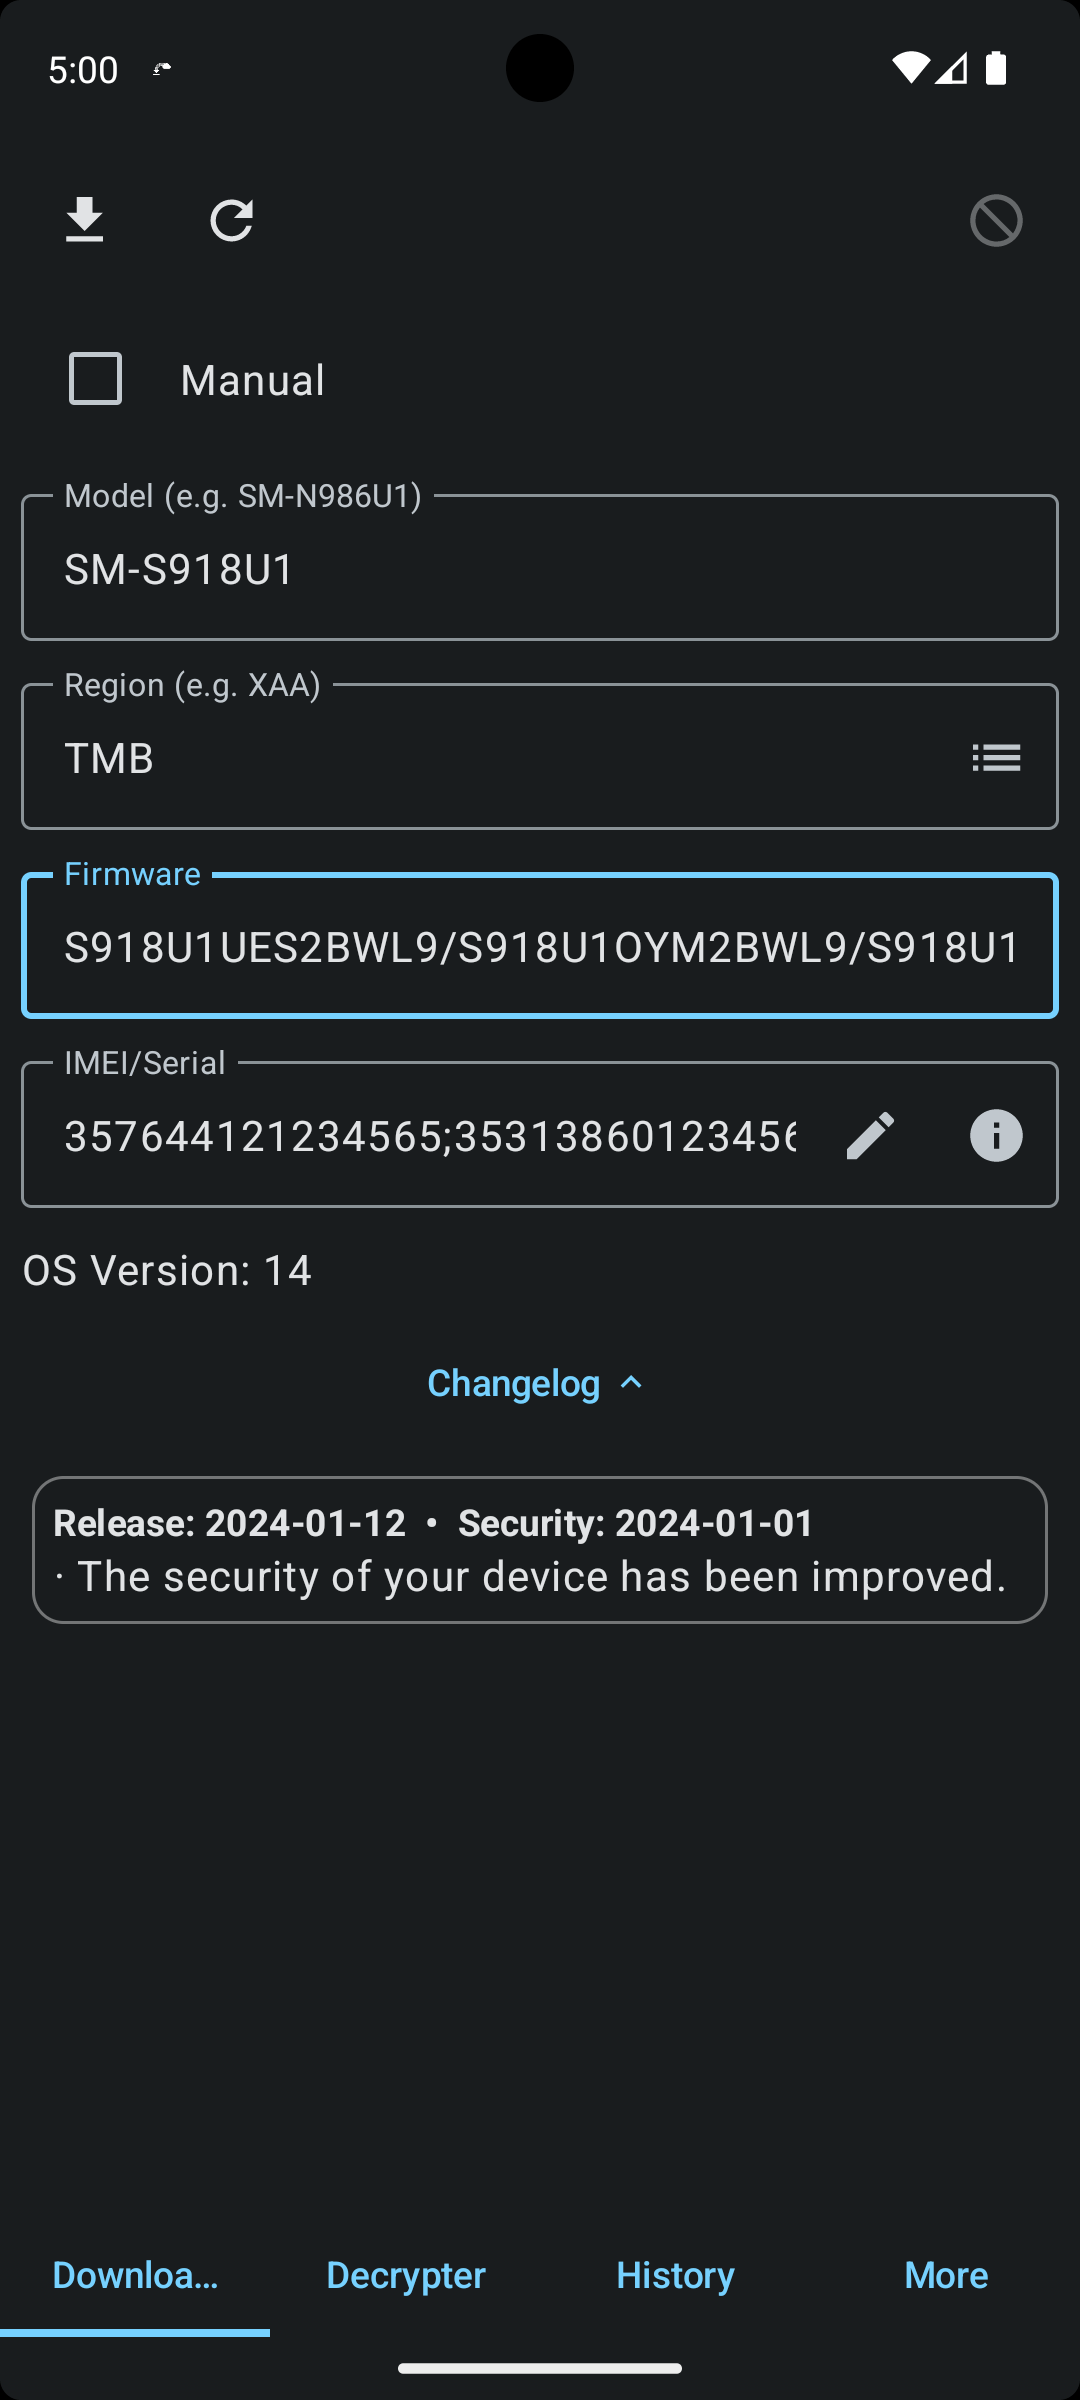 5:00
Manual
Model (e.g. SM-N986U1)
SM-S918U1
Region (e.g. XAA)
TMB
Firmware
S918U1UES2BWL9/S918U1OYM2BWL9/S918U1
IMEI/Serial
357644121234565;35313860123456
OS Version: 14
Changelog
Release: 2024-01-12 • Security: 2024-01-01
· The security of your device has been improved.
Downloa... Decrypter History More